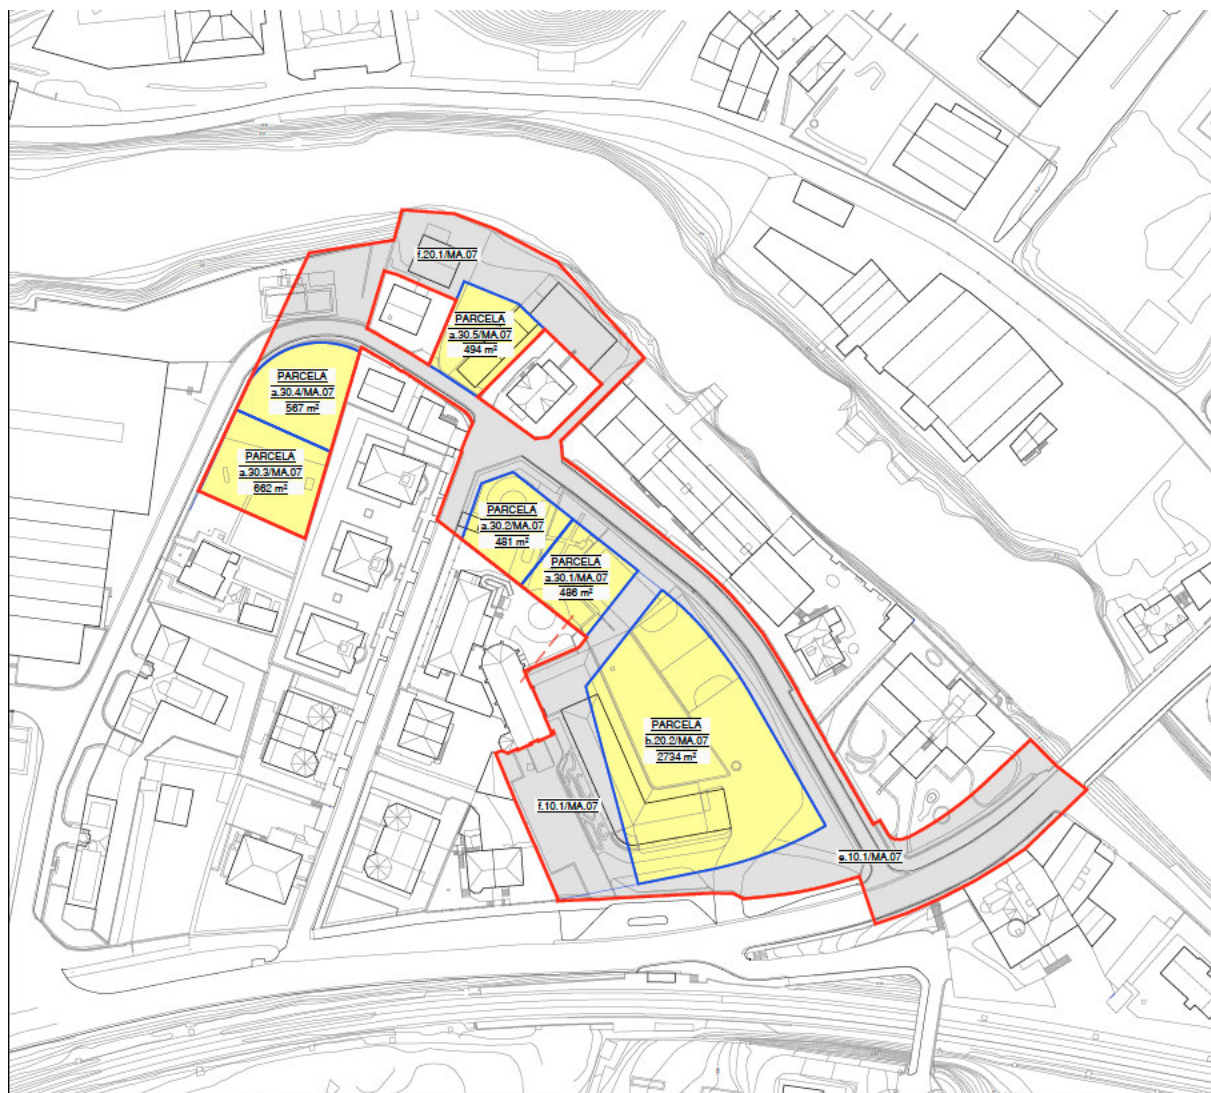 f.20.1/MA.07
PARCELA
a.30.5/MA.07
494 m²
PARCELA
a.30.4/MA.07
567 m²
PARCELA
a.30.3/MA.07
662 m²
PARCELA
a.30.2/MA.07
481 m²
PARCELA
a.30.1/MA.07
486 m²
PARCELA
b.20.2/MA.07
2734 m²
f.10.1/MA.07
e.10.1/MA.07